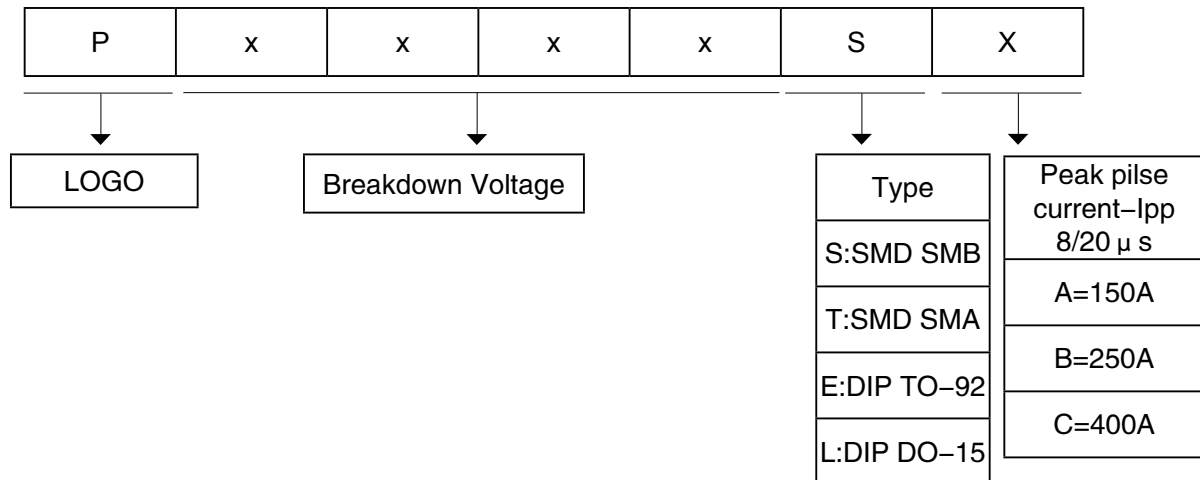 P x x x x S X
LOGO
Breakdown Voltage
Type
S:SMD SMB
T:SMD SMA
E:DIP TO−92
L:DIP DO−15
Peak pilse
current−Ipp
8/20 μ s
A=150A
B=250A
C=400A